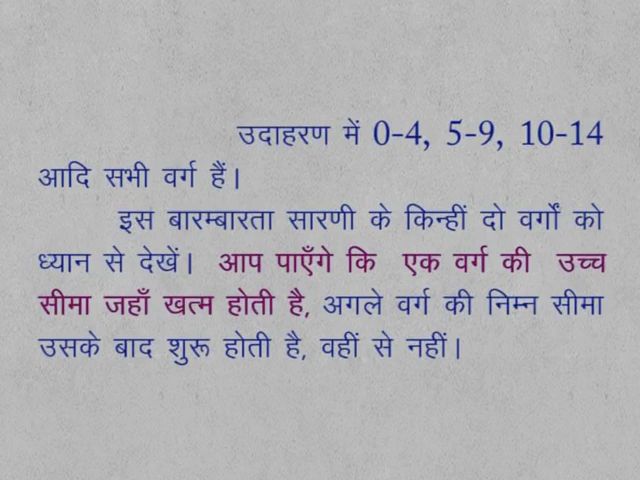 उदाहरण में 0-4, 5-9, 10-14
आदि सभी वर्ग हैं।
इस बारम्बारता सारणी के किन्हीं दो वर्गों को
ध्यान से देखें। आप पाएँगे कि एक वर्ग की उच्च
सीमा जहाँ खत्म होती है, अगले वर्ग की निम्न सीमा
उसके बाद शुरू होती है, वहीं से नहीं।